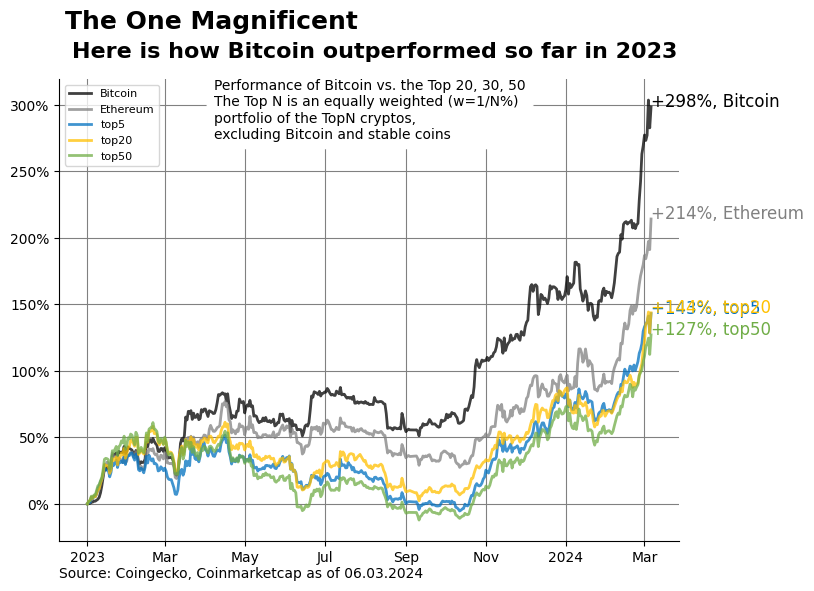 The One Magnificent
Here is how Bitcoin outperformed so far in 2023
Bitcoin
Ethereum
top5
top20
top50
Performance of Bitcoin vs. the Top 20, 30, 50
The Top N is an equally weighted (w=1/N%)
portfolio of the TopN cryptos,
excluding Bitcoin and stable coins
300%
250%
200%
150%
100%
50%
0%
+298%, Bitcoin
+214%, Ethereum
+143%, top5
top20
+127%, top50
2023 Mar May Jul Sep Nov 2024 Mar
Source: Coingecko, Coinmarketcap as of 06.03.2024